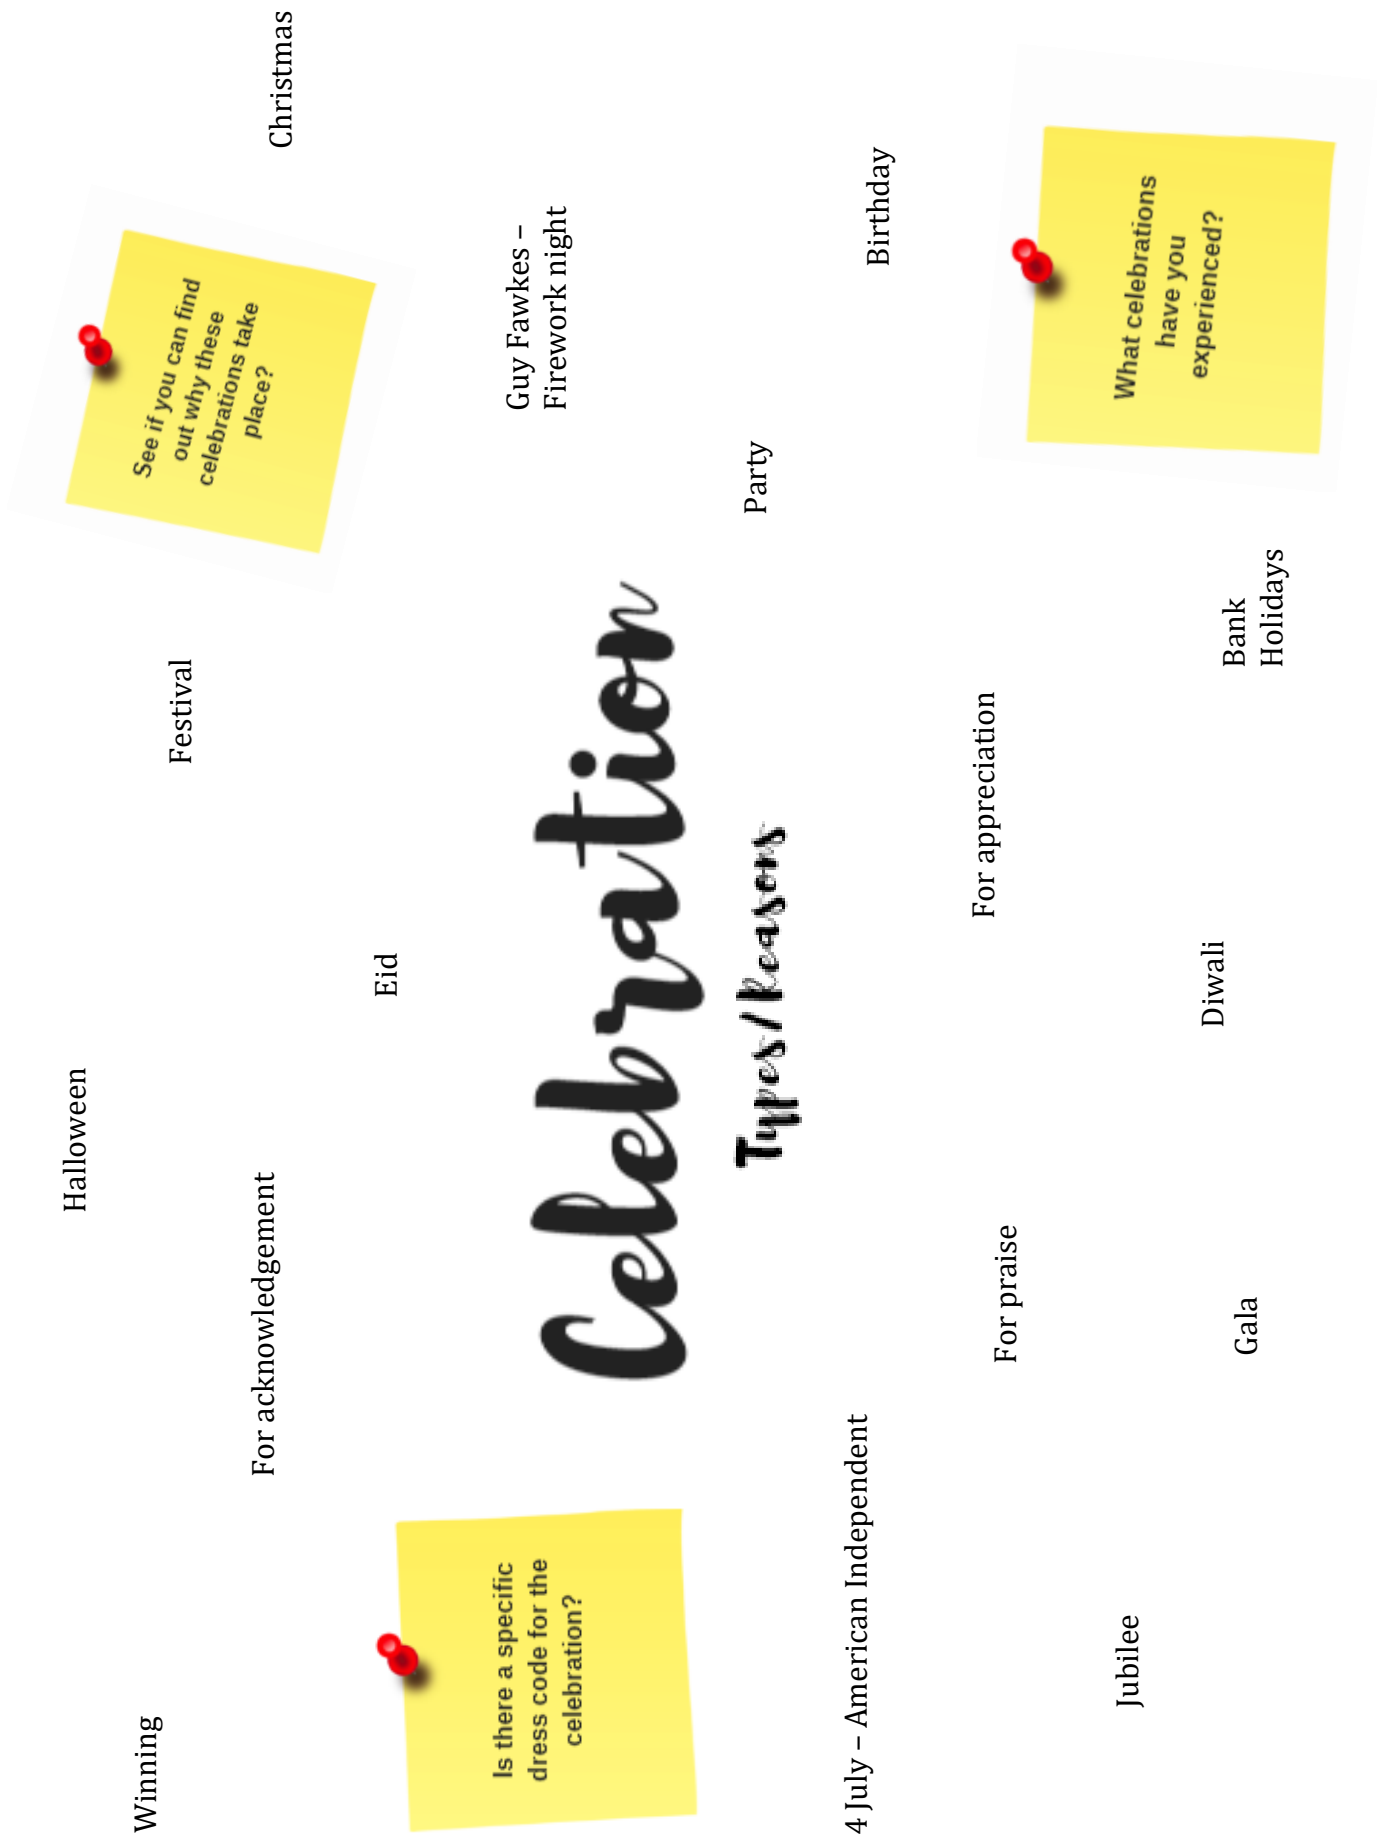 Winning
Halloween
Festival
See if you can find
out why these
celebrations take
place?
Christmas
For acknowledgement
Eid
Is there a specific
dress code for the
celebration?
Guy Fawkes –
Firework night
Celebration
Types/Reasons
Party
4 July – American Independent
Birthday
For praise
For appreciation
What celebrations
have you
experienced?
Jubilee
Gala
Diwali
Bank
Holidays